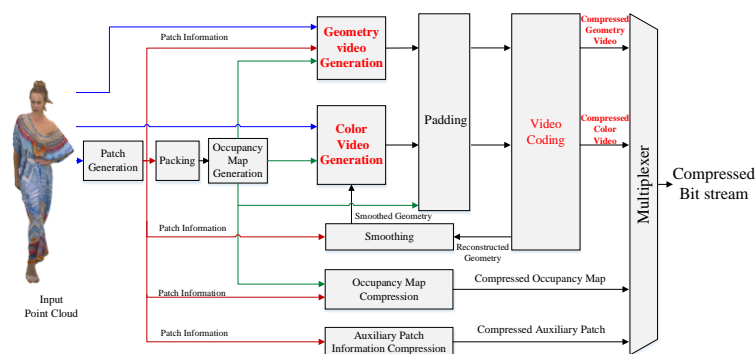 Patch Information
Geometry
video
Generation
Compressed
Geometry
Video
Padding
Video
Coding
Color
Video
Generation
Compressed
Color
Video
Multiplexer
Compressed
Bit stream
Patch
Generation
Packing
Occupancy
Map
Generation
Smoothed Geometry
Patch Information
Smoothing
Reconstructed
Geometry
Input
Point Cloud
Patch Information
Occupancy Map
Compression
Compressed Occupancy Map
Patch Information
Auxiliary Patch
Information Compression
Compressed Auxiliary Patch